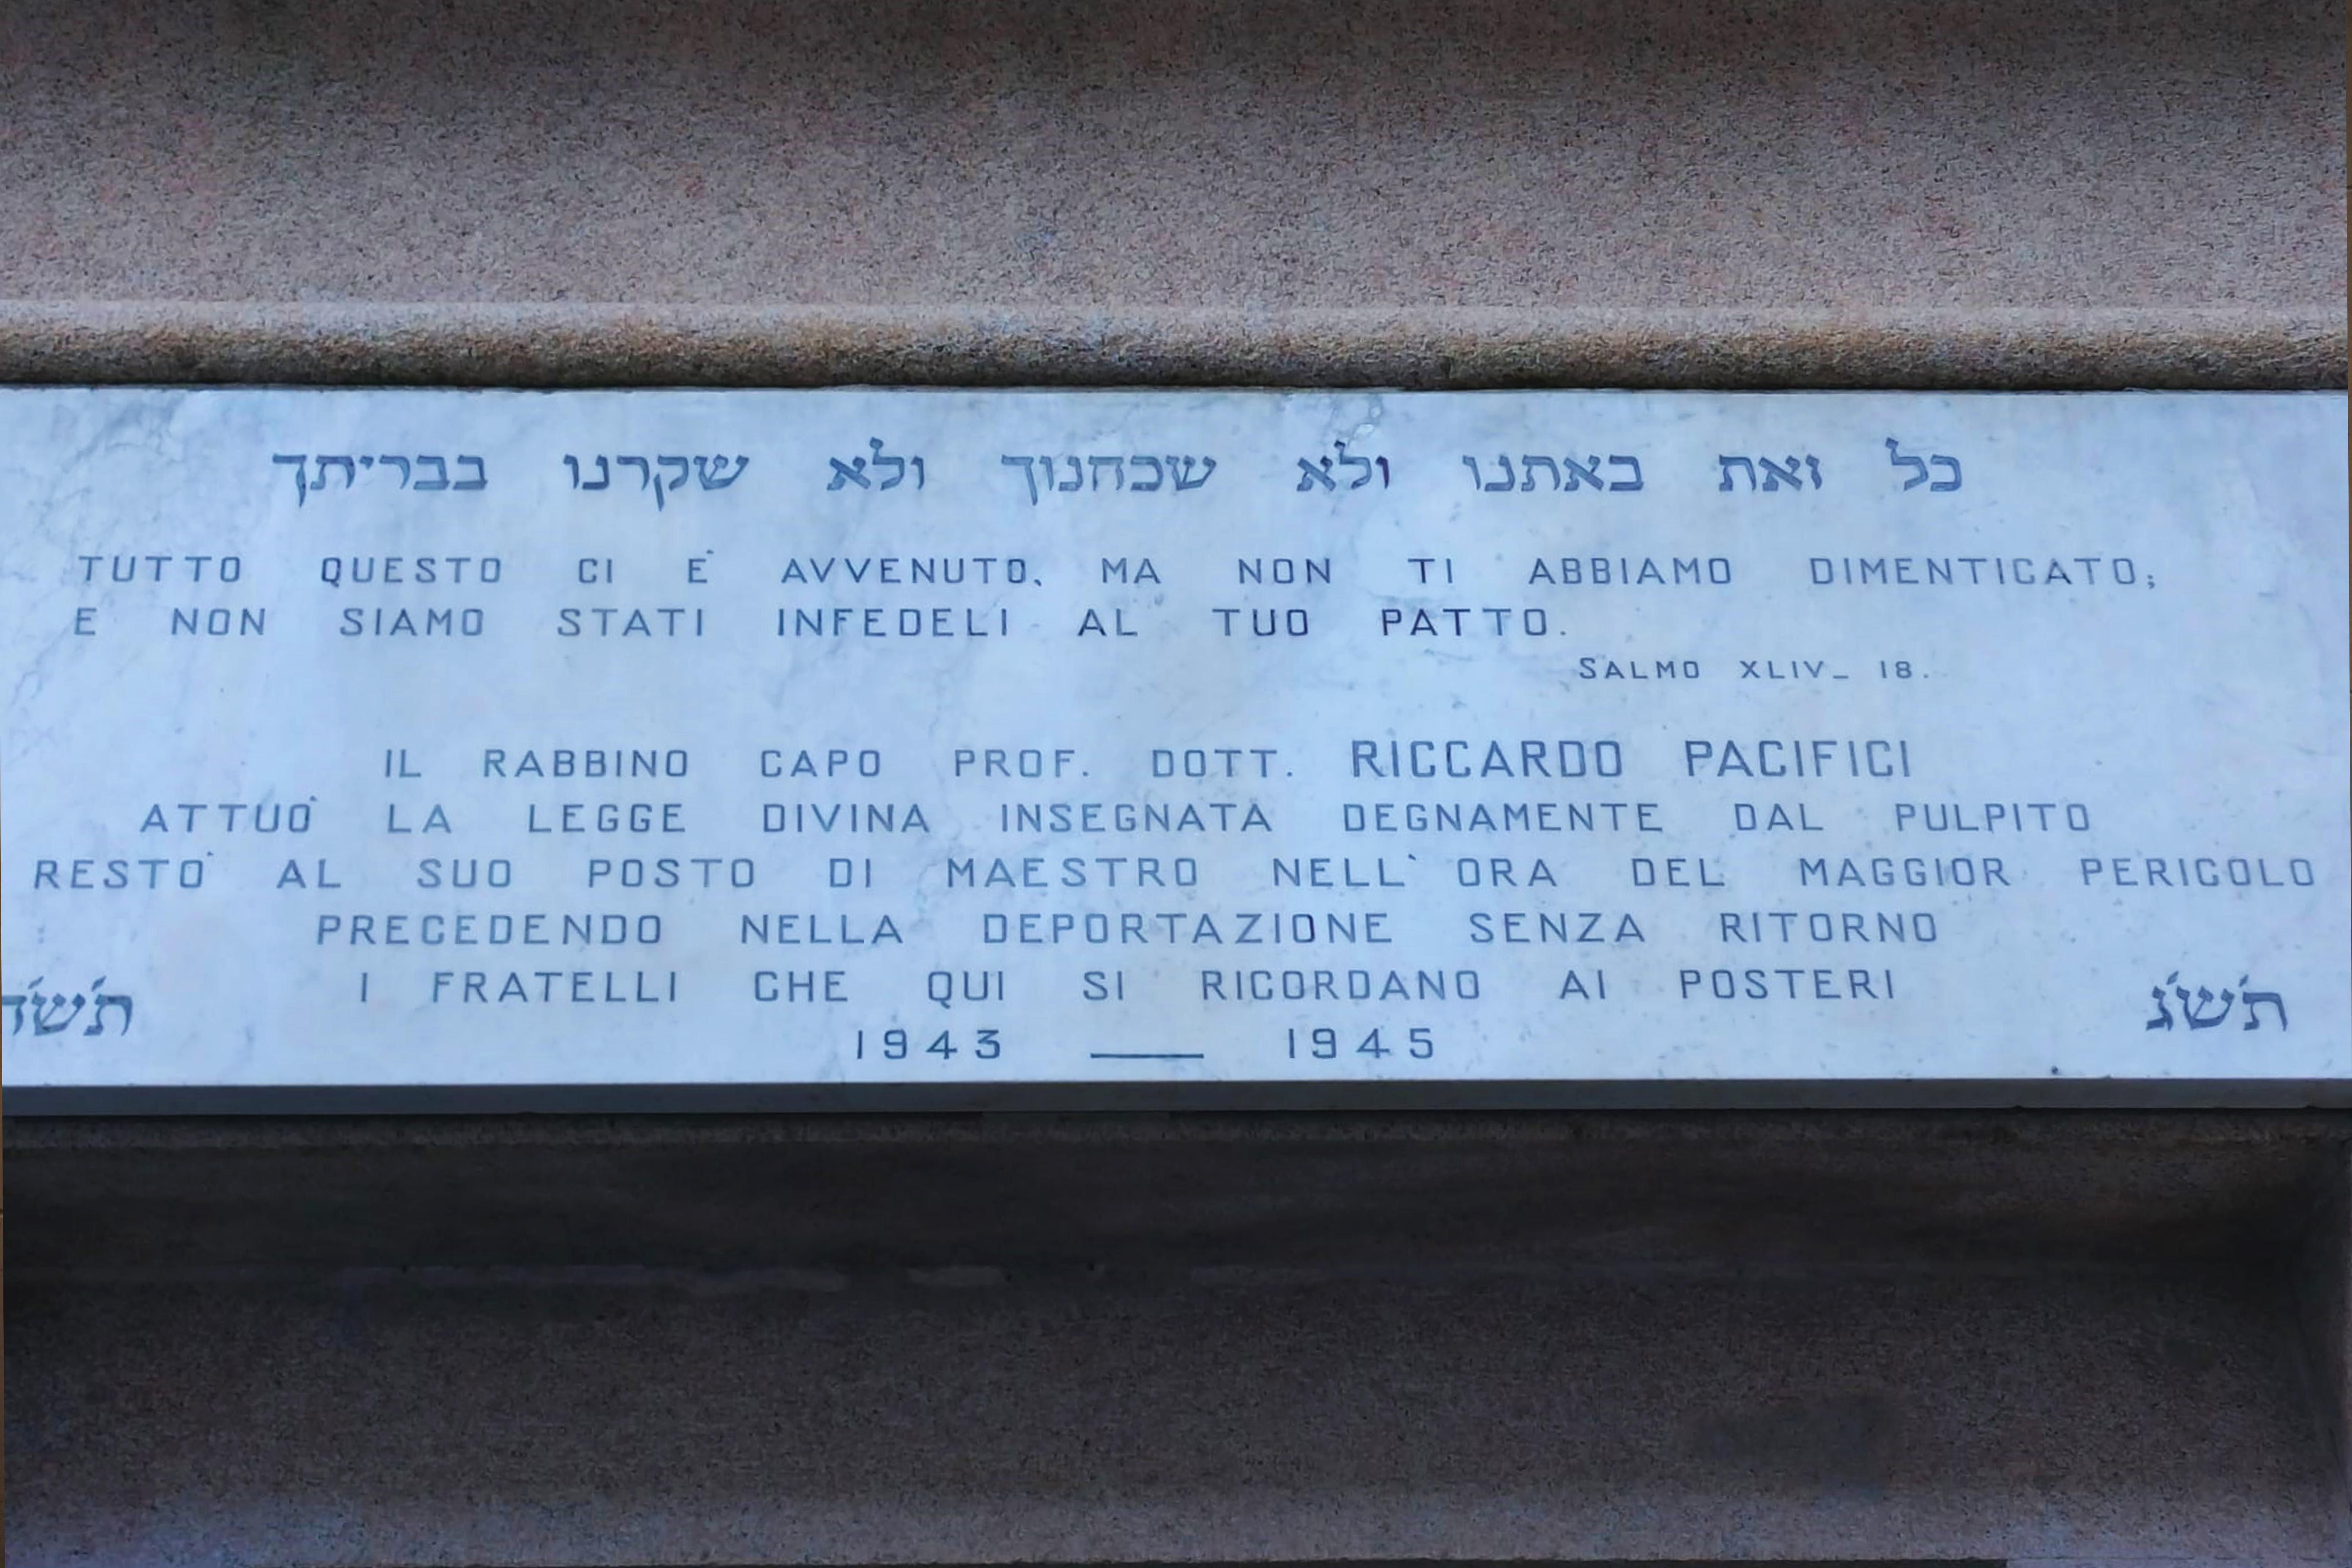 כל זאת באתנו ולא שכחנוך ולא שקרנו בבריתך
TUTTO QUESTO CI E` AVVENUTO, MA NON TI ABBIAMO DIMENTICATO;
E NON SIAMO STATI INFEDELI AL TUO PATTO.
SALMO XLIV_ 18.
IL RABBINO CAPO PROF. DOTT. RICCARDO PACIFICI
ATTUO` LA LEGGE DIVINA INSEGNATA DEGNAMENTE DAL PULPITO
RESTO` AL SUO POSTO DI MAESTRO NELL` ORA DEL MAGGIOR PERICOLO
PRECEDENDO NELLA DEPORTAZIONE SENZA RITORNO
I FRATELLI CHE QUI SI RICORDANO AI POSTERI
ת׳ש׳ג
1943 — 1945